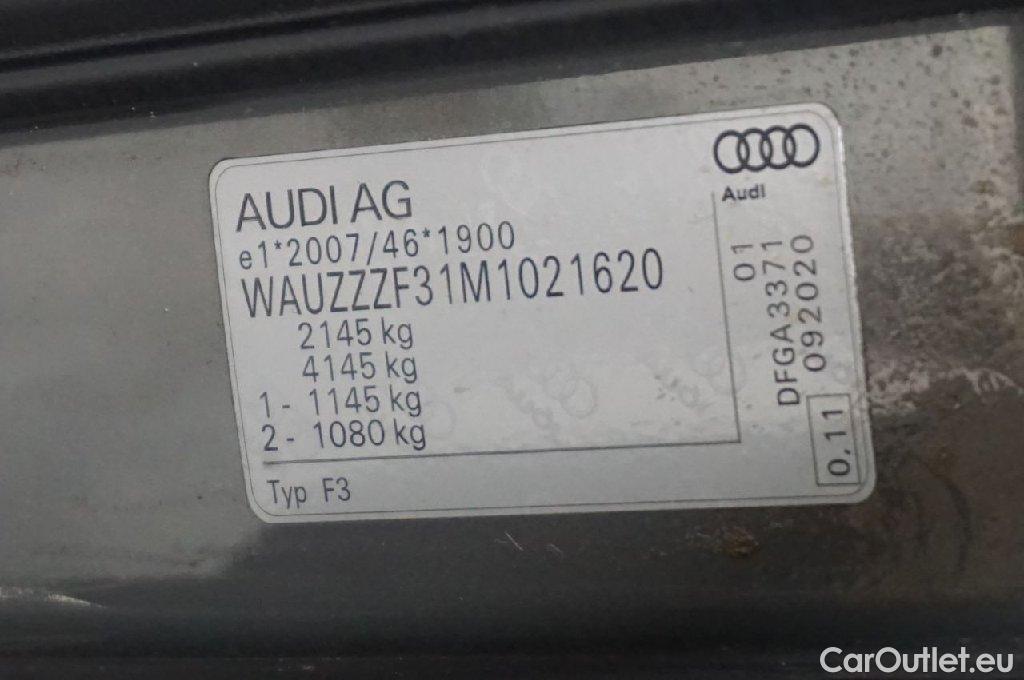 AUDI AG
e1*2007/46*1900
WAUZZZF31M1021620
2145 kg
4145 kg
1 - 1145 kg
2 - 1080 kg
Typ F3
Audi
01
DFGA3371
092020
0.11
CarOutlet.eu